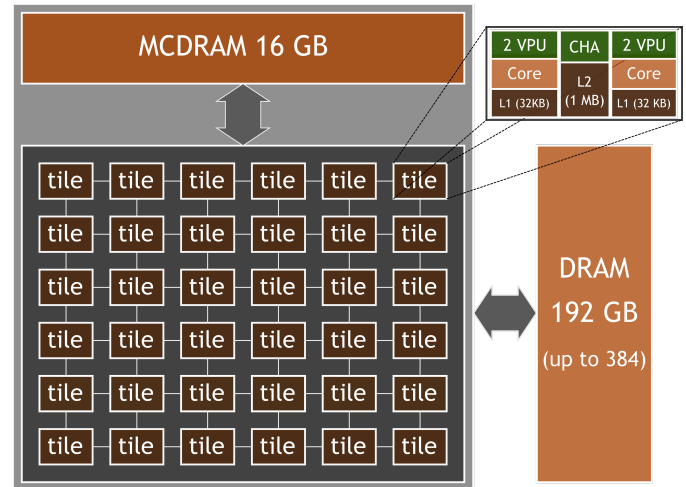 MCDRAM 16 GB
2 VPU
CHA
2 VPU
Core
L2
(1 MB)
Core
L1 (32KB)
L1 (32 KB)
tile tile tile tile tile tile
tile tile tile tile tile tile
tile tile tile tile tile tile
tile tile tile tile tile tile
tile tile tile tile tile tile
tile tile tile tile tile tile
DRAM
192 GB
(up to 384)